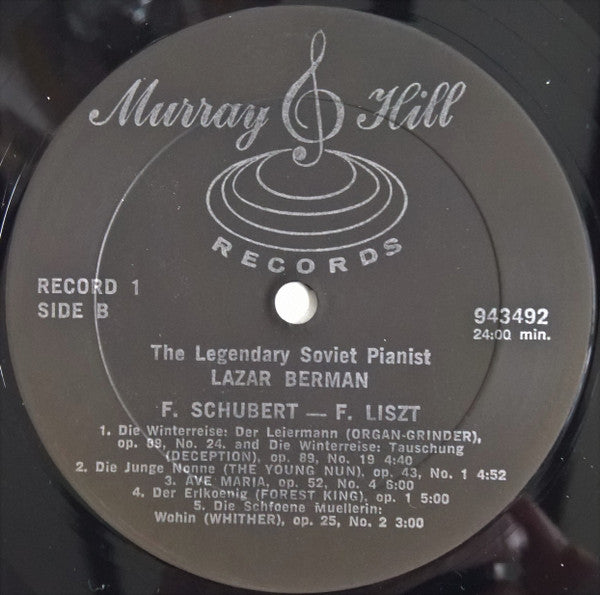 Murray Hill
RECORDS
RECORD 1
SIDE B
943492
24:00 min.
The Legendary Soviet Pianist
LAZAR BERMAN
F. SCHUBERT — F. LISZT
1. Die Winterreise: Der Leiermann (ORGAN-GRINDER),
op. 89, No. 24. and Die Winterreise: Tauschung
(DECEPTION), op. 89, No. 19 4:40
2. Die Junge Nonne (THE YOUNG NUN), op. 43, No. 1 4:52
3. AVE MARIA, op. 52, No. 4 6:00
4. Der Erlkoenig (FOREST KING), op. 1 5:00
5. Die Schfoene Muellerin:
Wohin (WHITHER), op. 25, No. 2 3:00